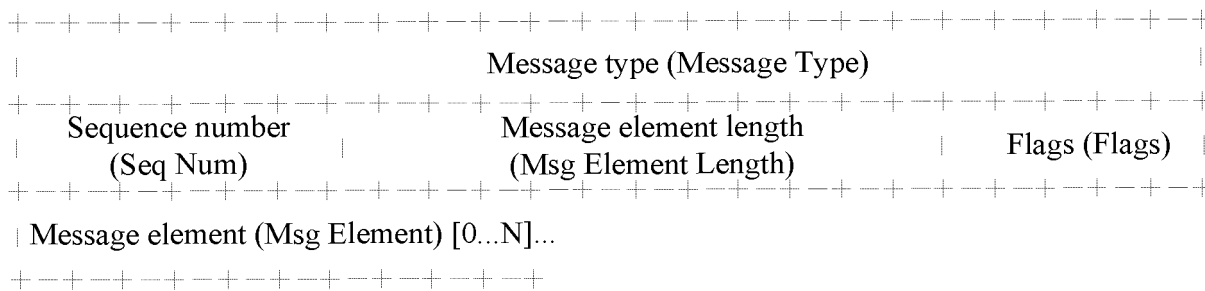 Message type (Message Type)
Sequence number
(Seq Num)
Message element length
(Msg Element Length)
Flags (Flags)
Message element (Msg Element) [0...N]...